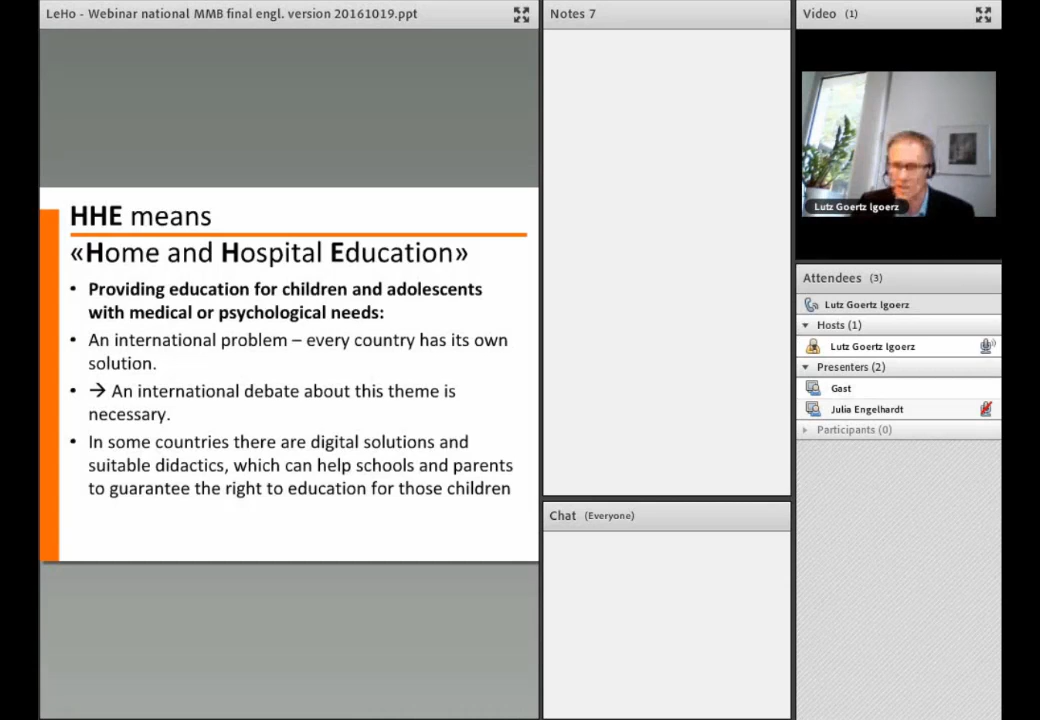 LeHo - Webinar national MMB final engl. version 20161019.ppt
HHE means
«Home and Hospital Education»
• Providing education for children and adolescents
with medical or psychological needs:
• An international problem – every country has its own
solution.
• → An international debate about this theme is
necessary.
• In some countries there are digital solutions and
suitable didactics, which can help schools and parents
to guarantee the right to education for those children
Notes 7
Chat (Everyone)
Video (1)
Lutz Goertz lgoerz
Attendees (3)
Lutz Goertz lgoerz
Hosts (1)
Lutz Goertz lgoerz
Presenters (2)
Gast
Julia Engelhardt
Participants (0)